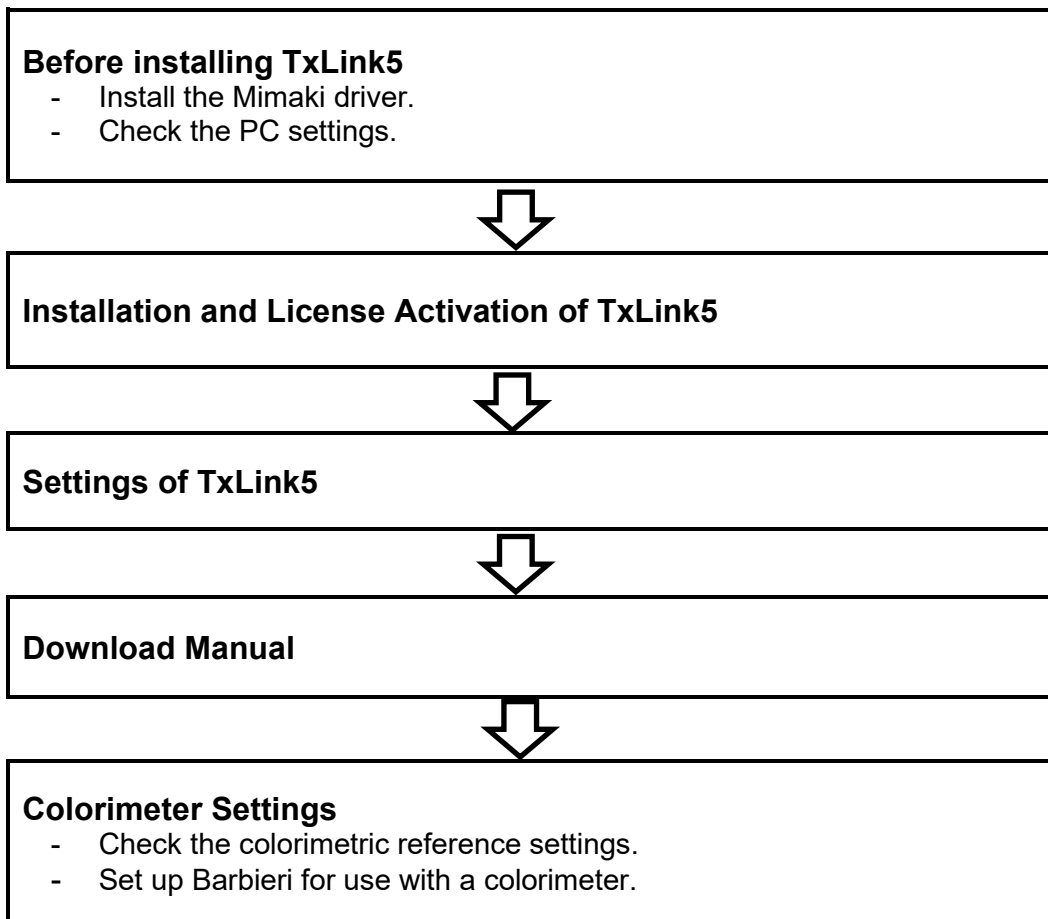 Before installing TxLink5
- Install the Mimaki driver.
- Check the PC settings.
Installation and License Activation of TxLink5
Settings of TxLink5
Download Manual
Colorimeter Settings
- Check the colorimetric reference settings.
- Set up Barbieri for use with a colorimeter.